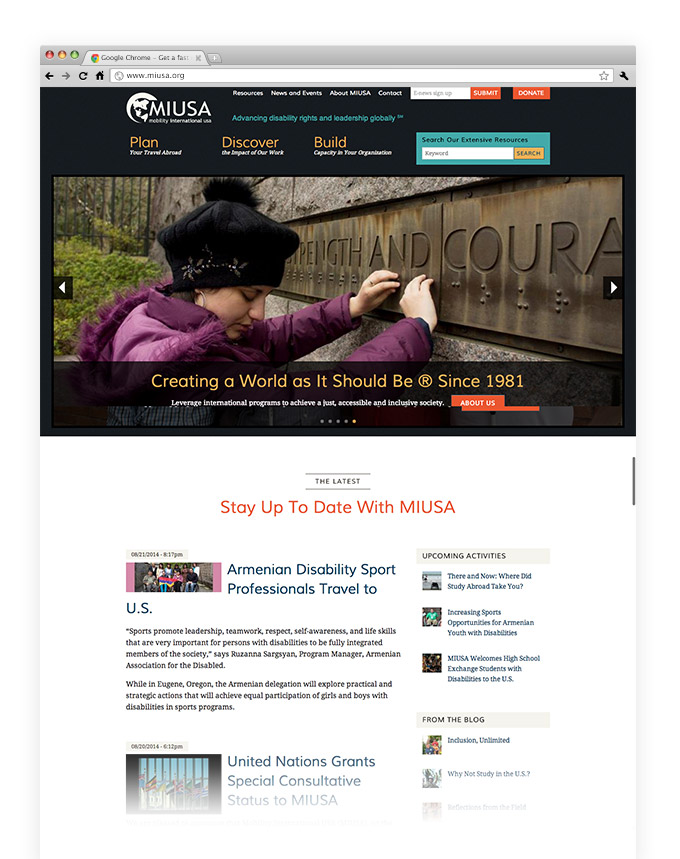 Google Chrome - Get a fast
www.miusa.org
Resources News and Events About MIUSA Contact E-news sign up SUBMIT DONATE
MIUSA
mobility international usa
Advancing disability rights and leadership globally SM
Plan Discover Build
Your Travel Abroad the Impact of Our Work Capacity in Your Organization
Search Our Extensive Resources
Keyword SEARCH
STRENGTH AND COURA
Creating a World as It Should Be ® Since 1981
Leverage international programs to achieve a just, accessible and inclusive society. ABOUT US
THE LATEST
Stay Up To Date With MIUSA
08/21/2014 - 8:17pm
Armenian Disability Sport
Professionals Travel to
U.S.
"Sports promote leadership, teamwork, respect, self-awareness, and life skills
that are very important for persons with disabilities to be fully integrated
members of the society," says Ruzanna Sargsyan, Program Manager, Armenian
Association for the Disabled.
While in Eugene, Oregon, the Armenian delegation will explore practical and
strategic actions that will achieve equal participation of girls and boys with
disabilities in sports programs.
08/20/2014 - 6:12pm
United Nations Grants
Special Consultative
Status to MIUSA
UPCOMING ACTIVITIES
There and Now: Where Did
Study Abroad Take You?
Increasing Sports
Opportunities for Armenian
Youth with Disabilities
MIUSA Welcomes High School
Exchange Students with
Disabilities to the U.S.
FROM THE BLOG
Inclusion, Unlimited
Why Not Study in the U.S.?
Reflections from the Field